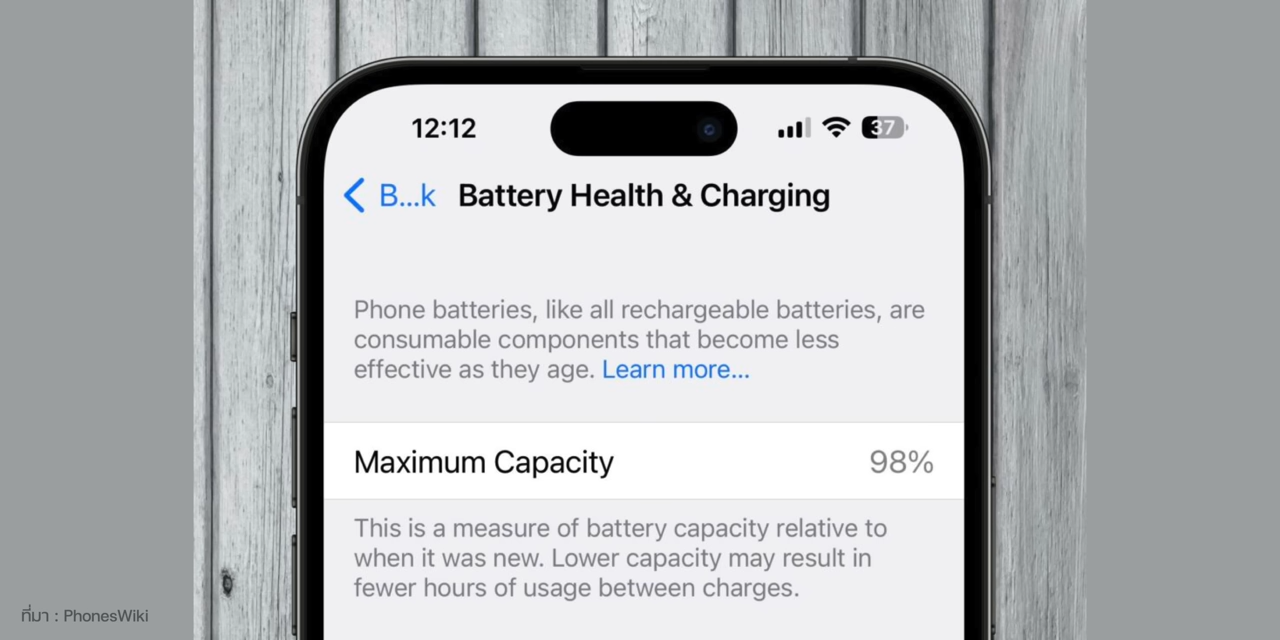 12:12
37
B...k Battery Health & Charging
Phone batteries, like all rechargeable batteries, are
consumable components that become less
effective as they age. Learn more...
Maximum Capacity 98%
This is a measure of battery capacity relative to
when it was new. Lower capacity may result in
fewer hours of usage between charges.
ที่มา : PhonesWiki